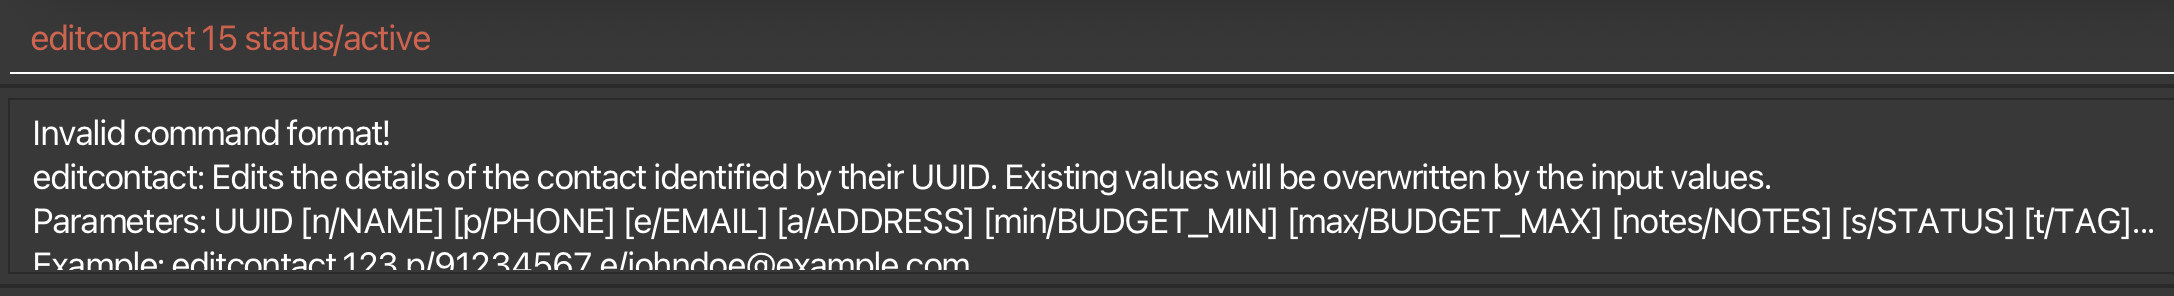 editcontact 15 status/active
Invalid command format!
editcontact: Edits the details of the contact identified by their UUID. Existing values will be overwritten by the input values.
Parameters: UUID [n/NAME] [p/PHONE] [e/EMAIL] [a/ADDRESS] [min/BUDGET_MIN] [max/BUDGET_MAX] [notes/NOTES] [s/STATUS] [t/TAG]...
Example: editcontact 123 p/91234567 e/johndoe@example.com